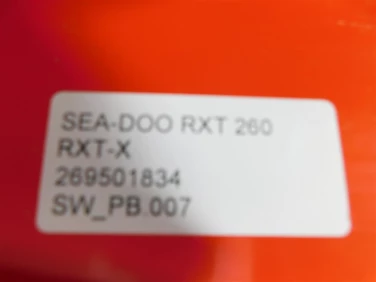 SEA-DOO RXT 260
RXT-X
269501834
SW_PB.007